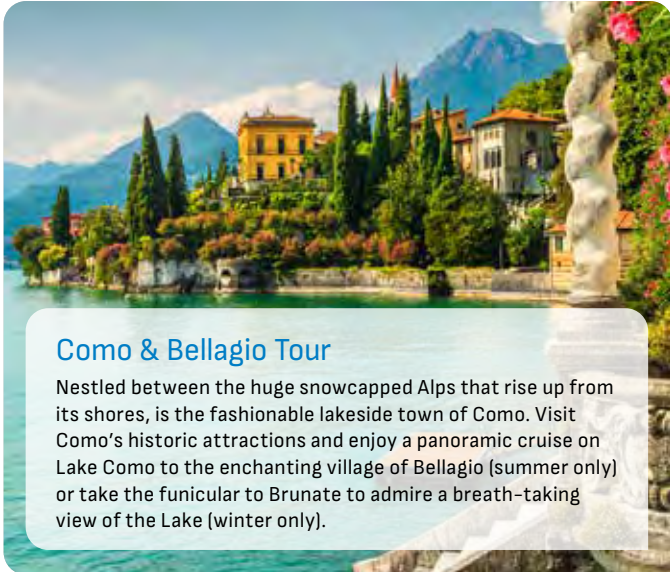 Como & Bellagio Tour
Nestled between the huge snowcapped Alps that rise up from
its shores, is the fashionable lakeside town of Como. Visit
Como's historic attractions and enjoy a panoramic cruise on
Lake Como to the enchanting village of Bellagio (summer only)
or take the funicular to Brunate to admire a breath-taking
view of the Lake (winter only).